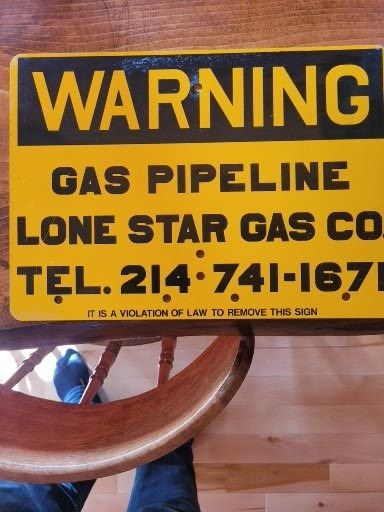 WARNING
GAS PIPELINE
LONE STAR GAS CO.
TEL. 214 741-1671
IT IS A VIOLATION OF LAW TO REMOVE THIS SIGN